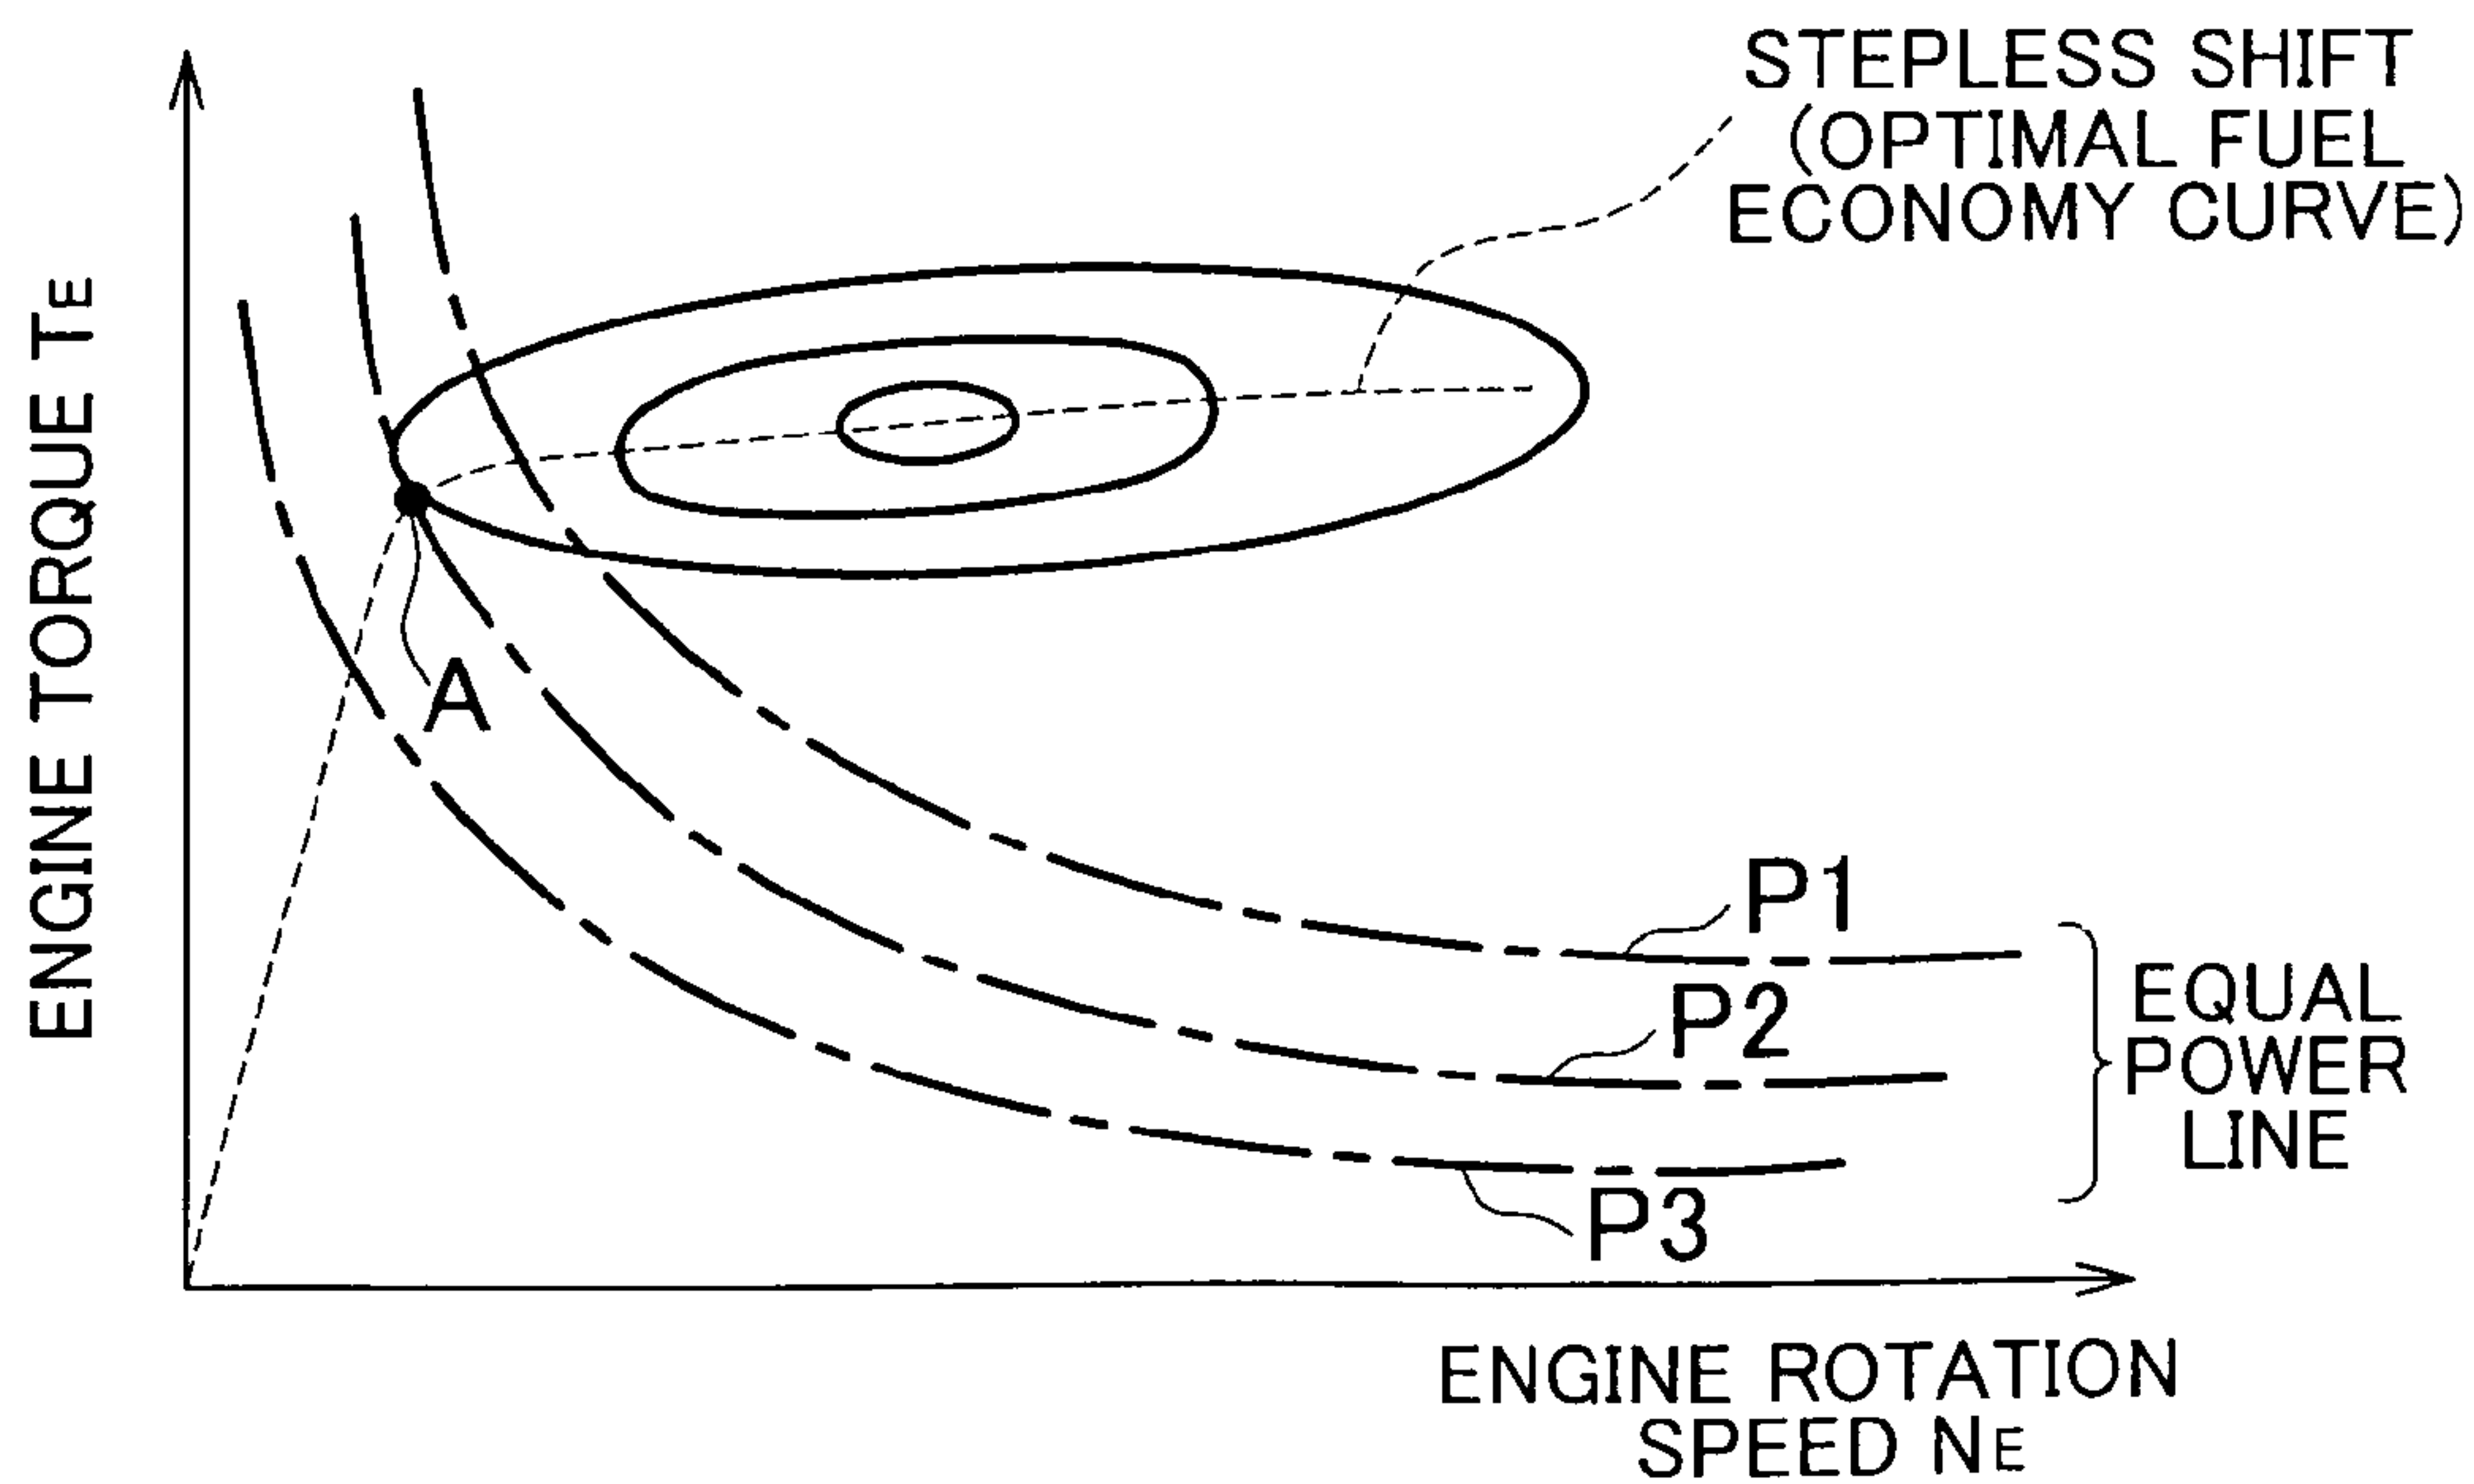 STEPLESS SHIFT
(OPTIMAL FUEL
ECONOMY CURVE)
ENGINE TORQUE TE
A
P1
P2
P3
EQUAL
POWER
LINE
ENGINE ROTATION
SPEED NE